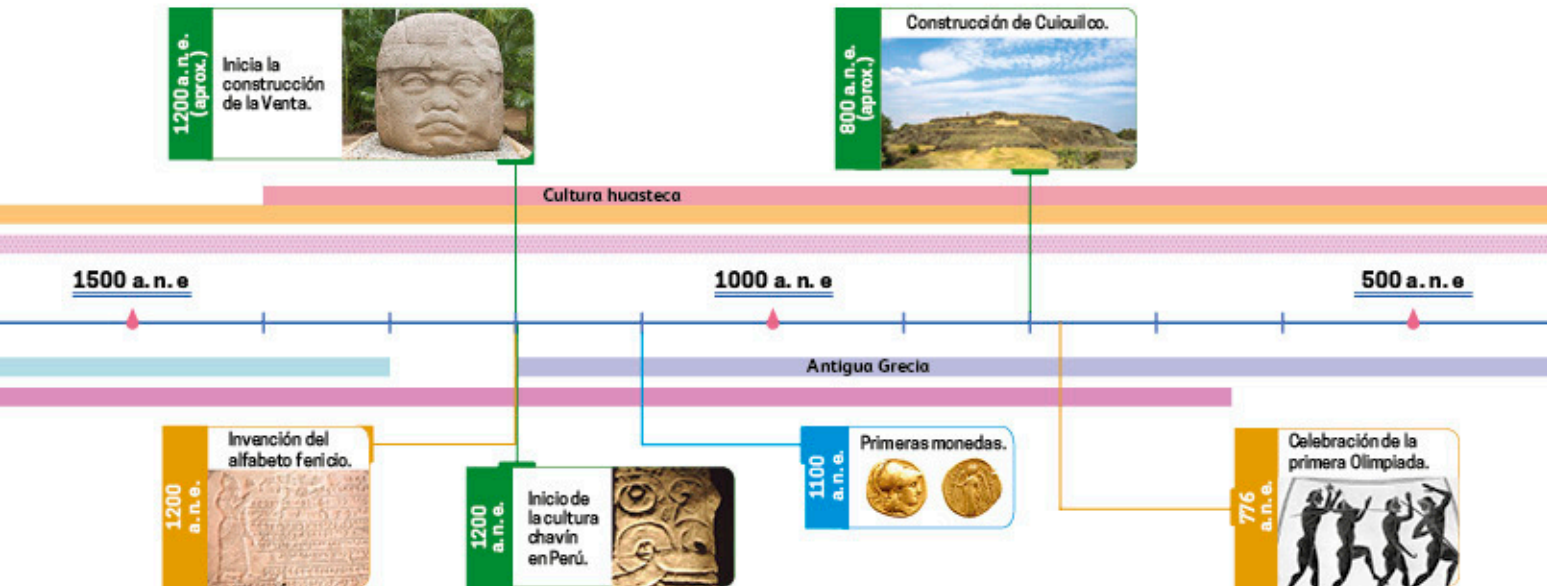 1200 a. n. e.
(aprox.)
Inicia la
construcción
de la Venta.
800 a. n. e.
(aprox.)
Construcción de Cuicuilco.
Cultura huasteca
1500 a. n. e
1000 a. n. e
500 a. n. e
Antigua Grecia
1200
a. n. e.
Invención del
alfabeto fenicio.
1200
a. n. e.
Inicio de
la cultura
chavín
en Perú.
1100
a. n. e.
Primeras monedas.
776
a. n. e.
Celebración de la
primera Olimpiada.